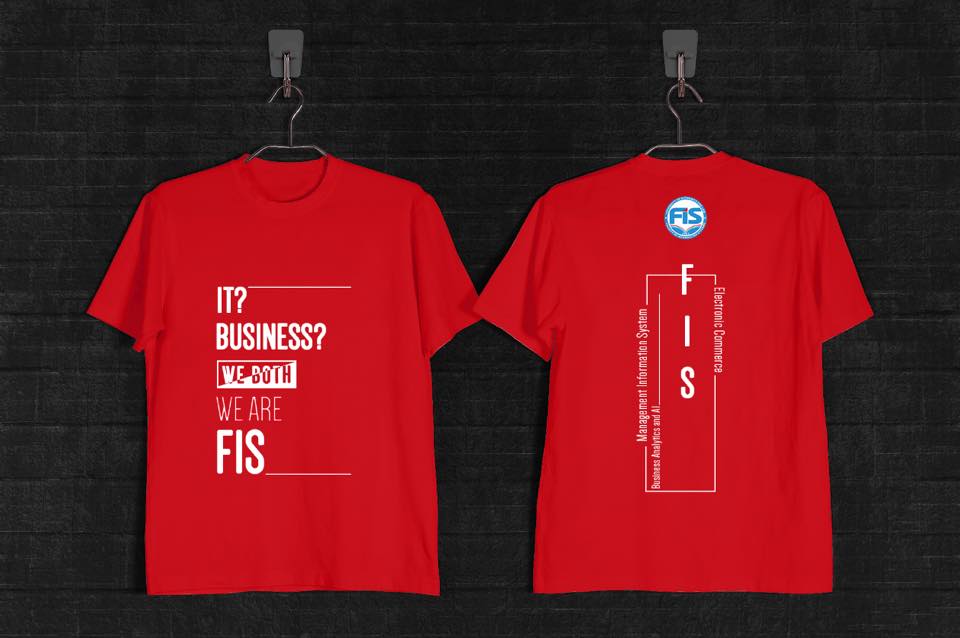 IT?
BUSINESS?
WE BOTH
WE ARE
FIS
FIS
F
I
S
Electronic Commerce
Management Information System
Business Analytics and AI